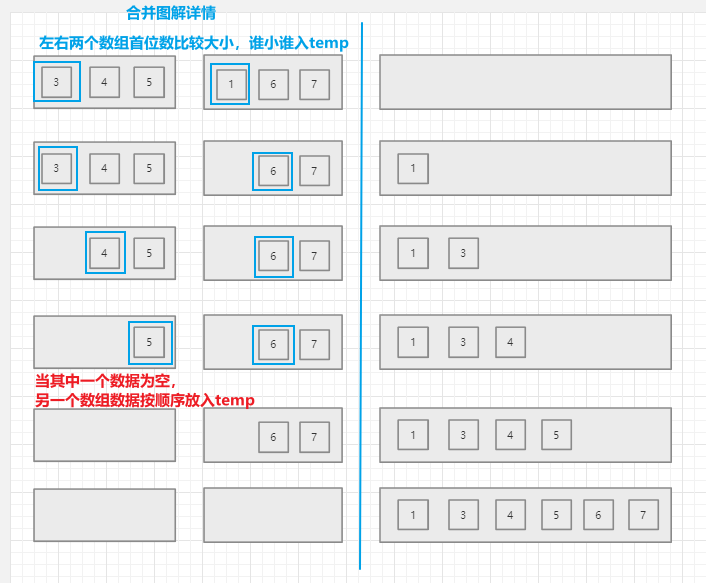 合并图解详情
左右两个数组首位数比较大小，谁小谁入temp
3 4 5 1 6 7
3 4 5 6 7 1
4 5 6 7 1 3
5 6 7 1 3 4
当其中一个数据为空，
另一个数组数据按顺序放入temp
6 7 1 3 4 5
1 3 4 5 6 7